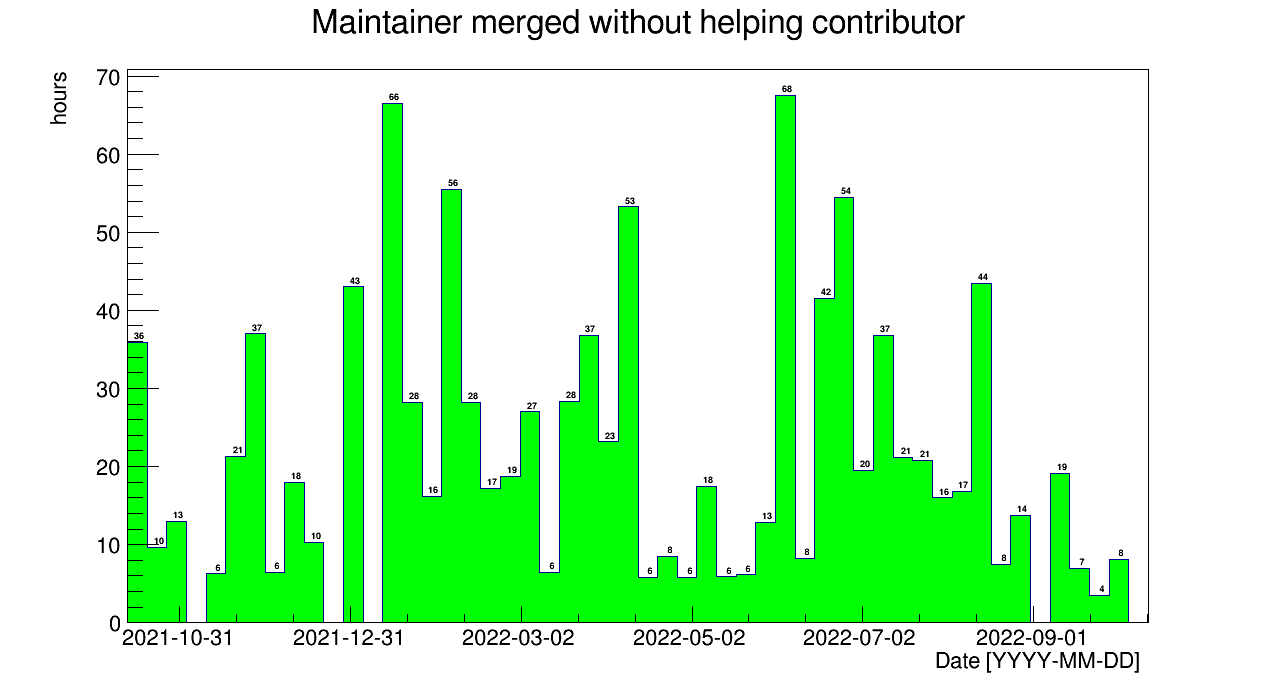 Maintainer merged without helping contributor
hours
70
60
50
40
30
20
10
0
36 10 13 6 21 37 6 18 10 43 66 28 16 56 28 17 19 27 6 28 37 23 53 6 8 6 18 6 6 13 68 8 42 54 20 37 21 21 16 17 44 8 14 19 7 4 8
2021-10-31 2021-12-31 2022-03-02 2022-05-02 2022-07-02 2022-09-01
Date [YYYY-MM-DD]